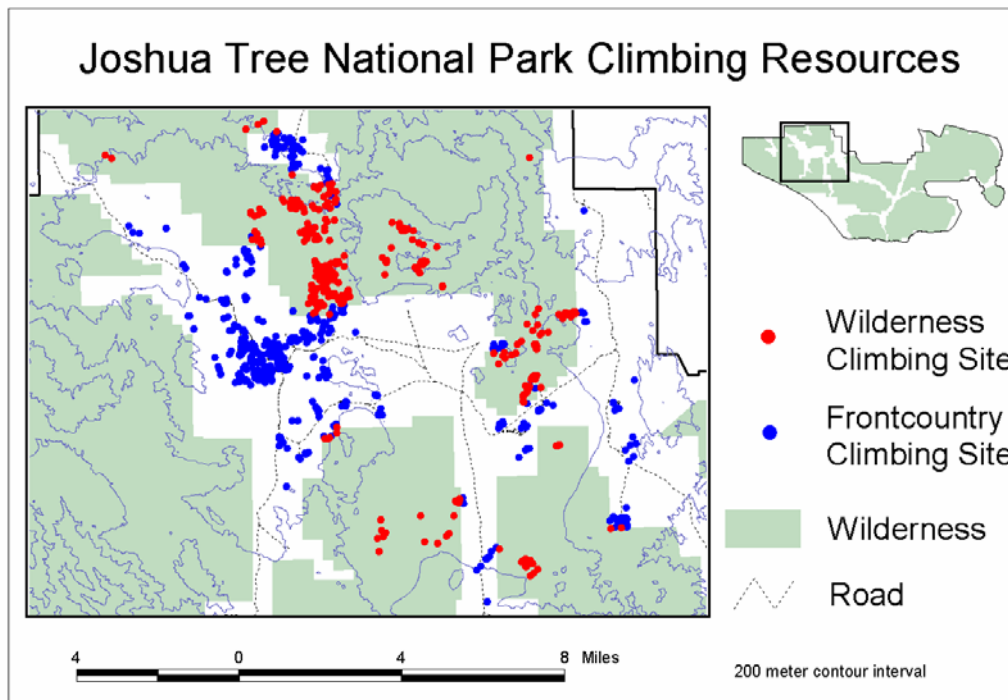 Joshua Tree National Park Climbing Resources
Wilderness
Climbing Site
Frontcountry
Climbing Site
Wilderness
Road
4 0 4 8 Miles
200 meter contour interval